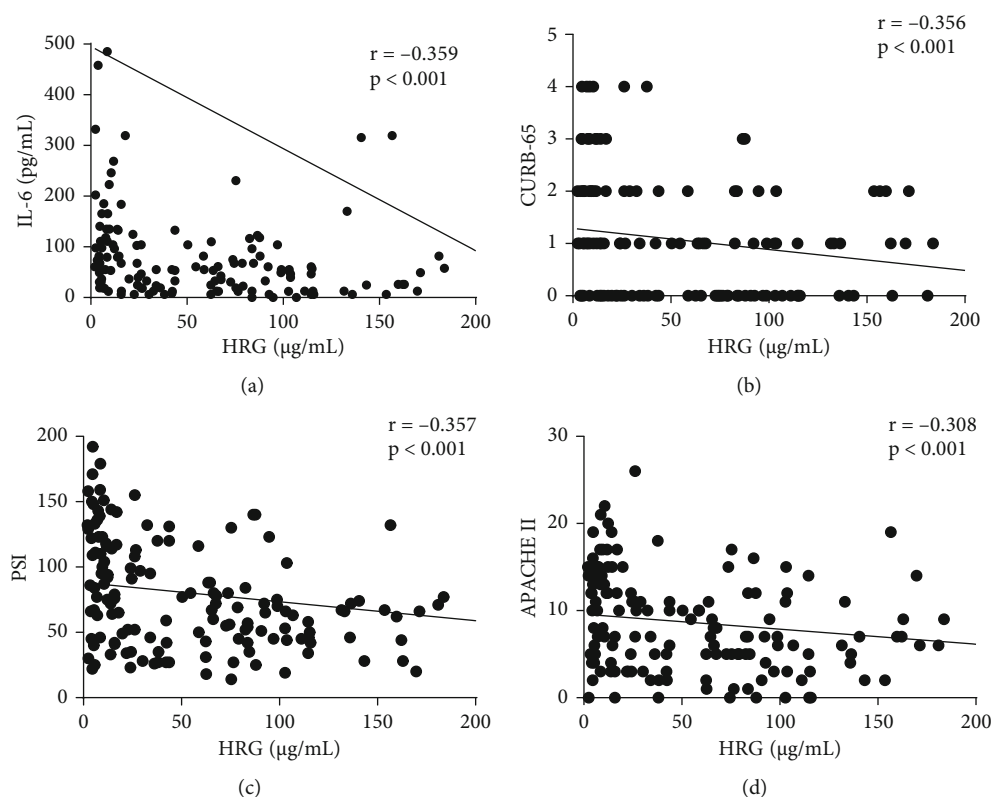 r = –0.359
p < 0.001
500
400
300
200
100
0
IL-6 (pg/mL)
0 50 100 150 200
HRG (µg/mL)
(a)
r = –0.356
p < 0.001
5
4
3
2
1
0
CURB-65
0 50 100 150 200
HRG (µg/mL)
(b)
r = –0.357
p < 0.001
200
150
100
50
0
PSI
0 50 100 150 200
HRG (µg/mL)
(c)
r = –0.308
p < 0.001
30
20
10
0
APACHE II
0 50 100 150 200
HRG (µg/mL)
(d)